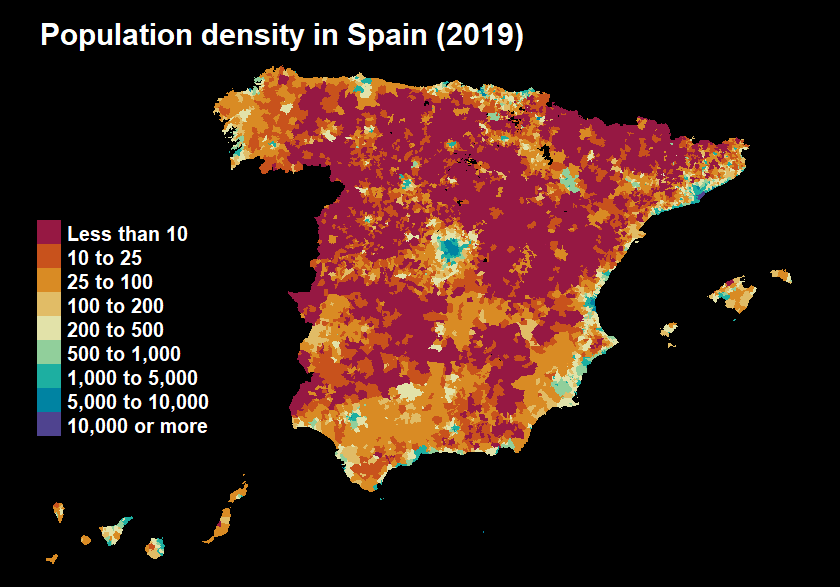 Population density in Spain (2019)
Less than 10
10 to 25
25 to 100
100 to 200
200 to 500
500 to 1,000
1,000 to 5,000
5,000 to 10,000
10,000 or more